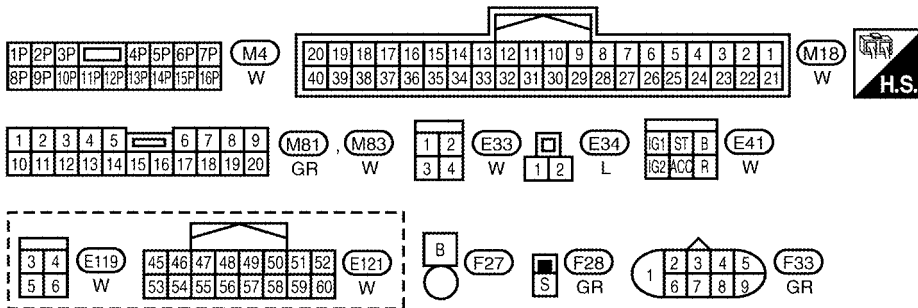 1P 2P 3P 4P 5P 6P 7P
8P 9P 10P 11P 12P 13P 14P 15P 16P
M4
W
20 19 18 17 16 15 14 13 12 11 10 9 8 7 6 5 4 3 2 1
40 39 38 37 36 35 34 33 32 31 30 29 28 27 26 25 24 23 22 21
M18
W
H.S.
1 2 3 4 5 6 7 8 9
10 11 12 13 14 15 16 17 18 19 20
M81 , M83
GR W
1 2
3 4
E33
W
1 2
E34
L
IG1 ST B
IG2 ACC R
E41
W
3 4
5 6
E119
W
45 46 47 48 49 50 51 52
53 54 55 56 57 58 59 60
E121
W
B
F27
S
F28
GR
1
2 3 4 5
6 7 8 9
F33
GR